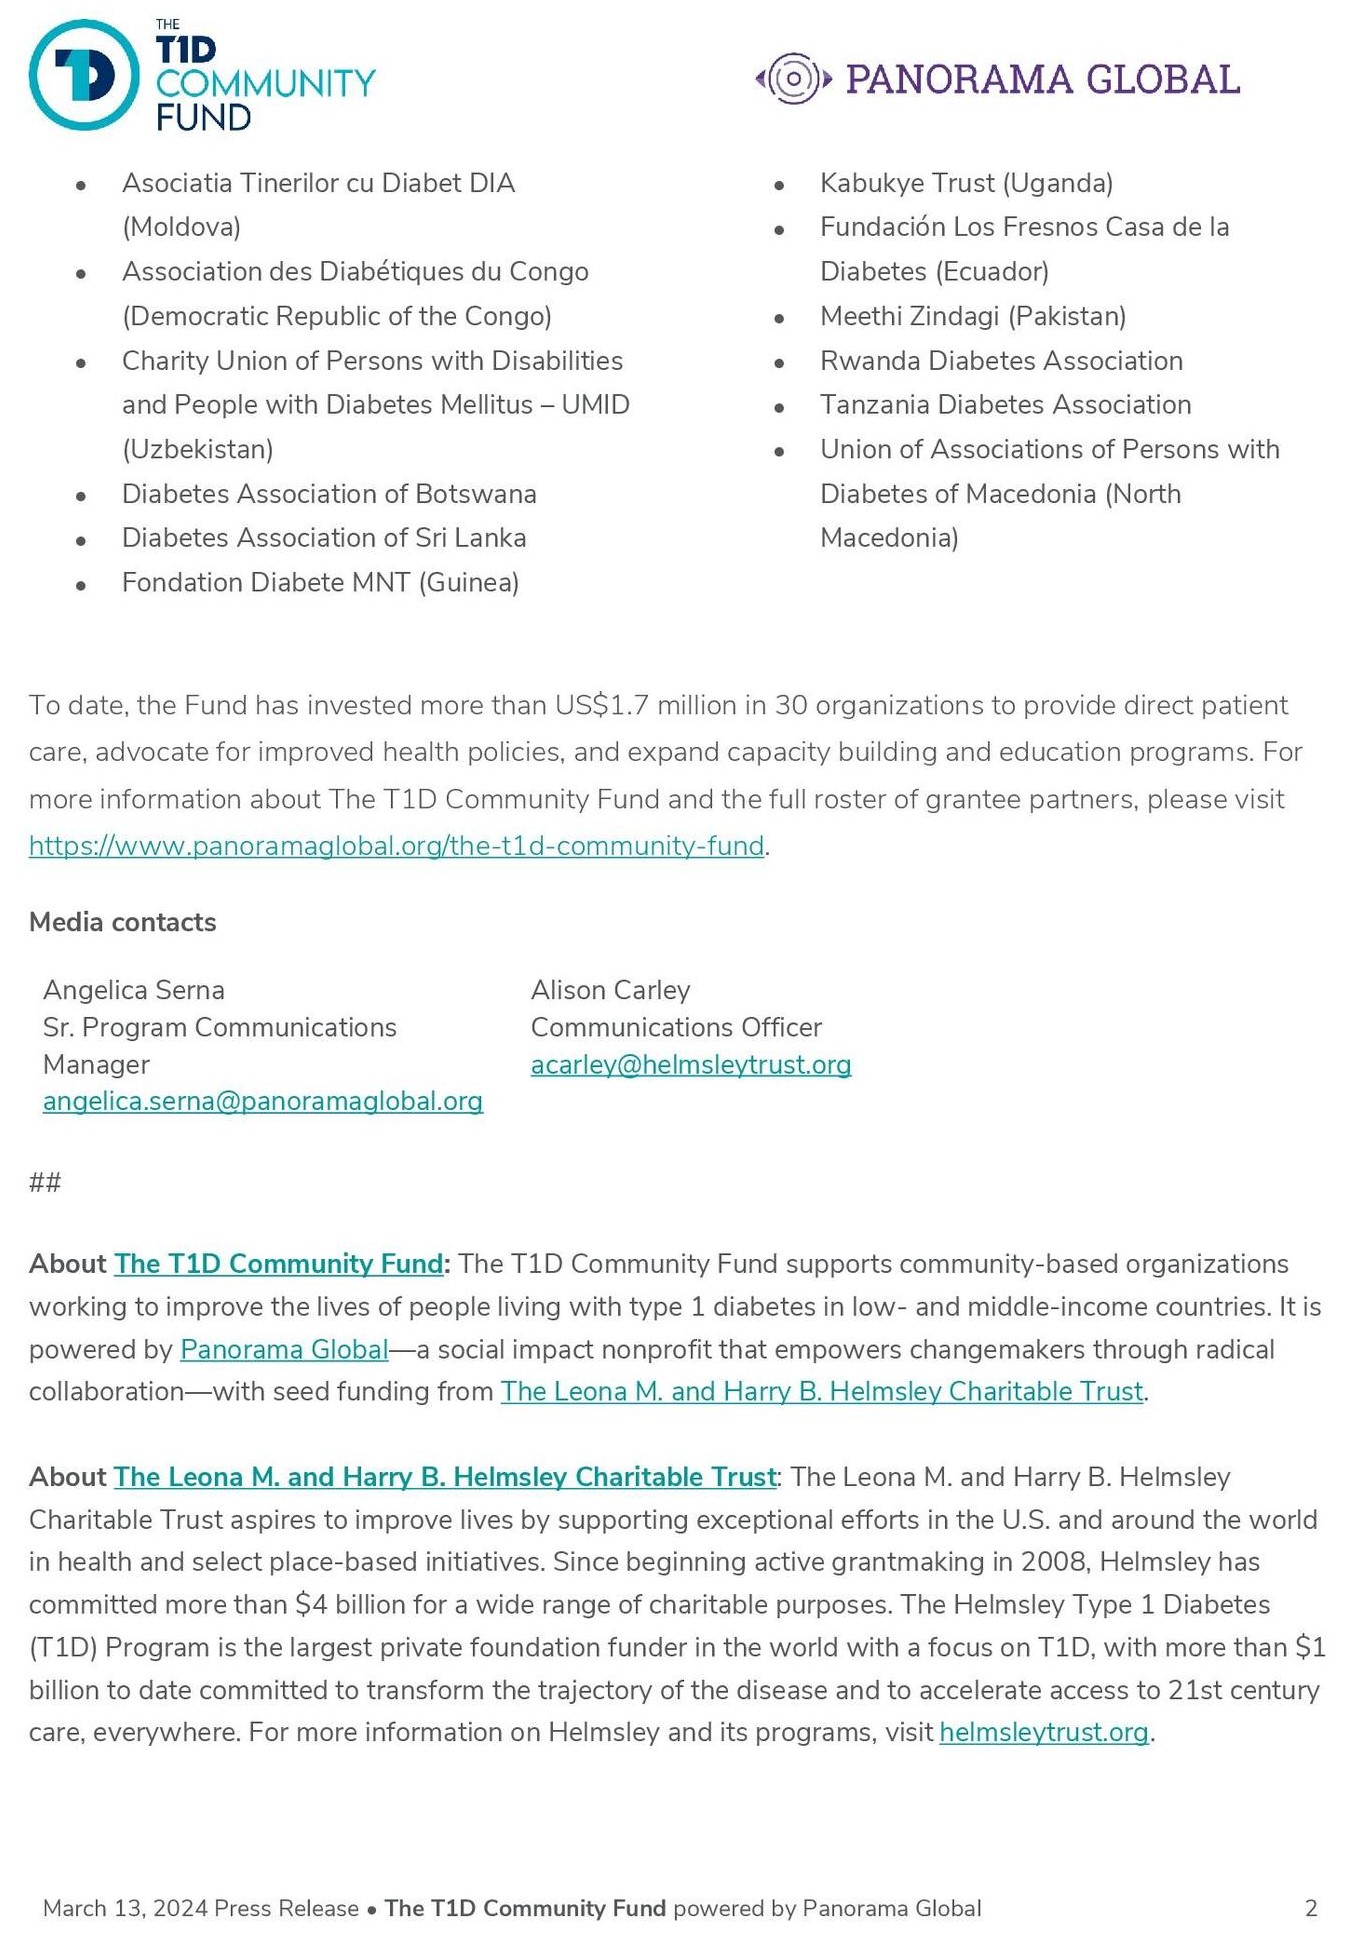 THE
T1D
COMMUNITY
FUND
PANORAMA GLOBAL
• Asociatia Tinerilor cu Diabet DIA
(Moldova)
• Association des Diabétiques du Congo
(Democratic Republic of the Congo)
• Charity Union of Persons with Disabilities
and People with Diabetes Mellitus – UMID
(Uzbekistan)
• Diabetes Association of Botswana
• Diabetes Association of Sri Lanka
• Fondation Diabete MNT (Guinea)
• Kabukye Trust (Uganda)
• Fundación Los Fresnos Casa de la
Diabetes (Ecuador)
• Meethi Zindagi (Pakistan)
• Rwanda Diabetes Association
• Tanzania Diabetes Association
• Union of Associations of Persons with
Diabetes of Macedonia (North
Macedonia)
To date, the Fund has invested more than US$1.7 million in 30 organizations to provide direct patient
care, advocate for improved health policies, and expand capacity building and education programs. For
more information about The T1D Community Fund and the full roster of grantee partners, please visit
https://www.panoramaglobal.org/the-t1d-community-fund.
Media contacts
Angelica Serna
Sr. Program Communications
Manager
angelica.serna@panoramaglobal.org
Alison Carley
Communications Officer
acarley@helmsleytrust.org
##
About The T1D Community Fund: The T1D Community Fund supports community-based organizations
working to improve the lives of people living with type 1 diabetes in low- and middle-income countries. It is
powered by Panorama Global—a social impact nonprofit that empowers changemakers through radical
collaboration—with seed funding from The Leona M. and Harry B. Helmsley Charitable Trust.
About The Leona M. and Harry B. Helmsley Charitable Trust: The Leona M. and Harry B. Helmsley
Charitable Trust aspires to improve lives by supporting exceptional efforts in the U.S. and around the world
in health and select place-based initiatives. Since beginning active grantmaking in 2008, Helmsley has
committed more than $4 billion for a wide range of charitable purposes. The Helmsley Type 1 Diabetes
(T1D) Program is the largest private foundation funder in the world with a focus on T1D, with more than $1
billion to date committed to transform the trajectory of the disease and to accelerate access to 21st century
care, everywhere. For more information on Helmsley and its programs, visit helmsleytrust.org.
March 13, 2024 Press Release • The T1D Community Fund powered by Panorama Global
2